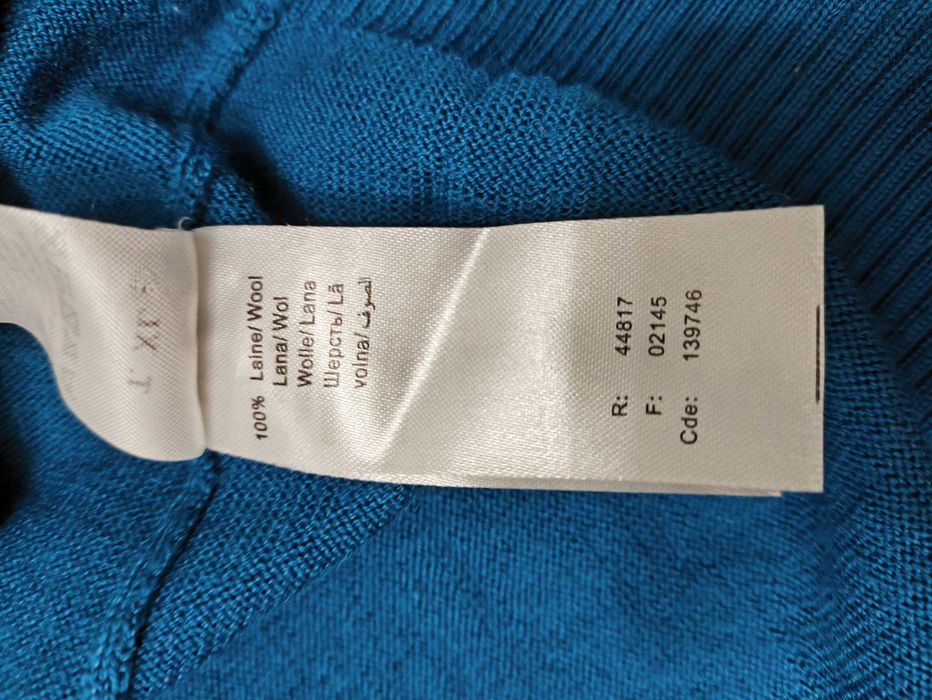 100% Laine/Wool
Lana/Wol
Wolle/Lana
Шерсть/Lã
volna/الصوف
R: 44817
F: 02145
Cde: 139746